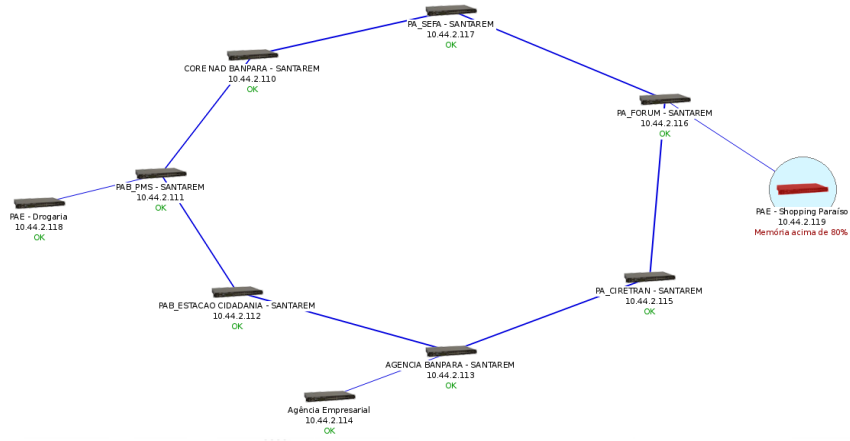 PA_SEFA - SANTAREM
10.44.2.117
OK
CORE NAD BANPARA - SANTAREM
10.44.2.110
OK
PA_FORUM - SANTAREM
10.44.2.116
OK
PAB_PMS - SANTAREM
10.44.2.111
OK
PAE - Drogaria
10.44.2.118
OK
PAE - Shopping Paraíso
10.44.2.119
Memória acima de 80%
PAB_ESTACAO CIDADANIA - SANTAREM
10.44.2.112
OK
PA_CIRETRAN - SANTAREM
10.44.2.115
OK
AGENCIA BANPARA - SANTAREM
10.44.2.113
OK
Agência Empresarial
10.44.2.114
OK